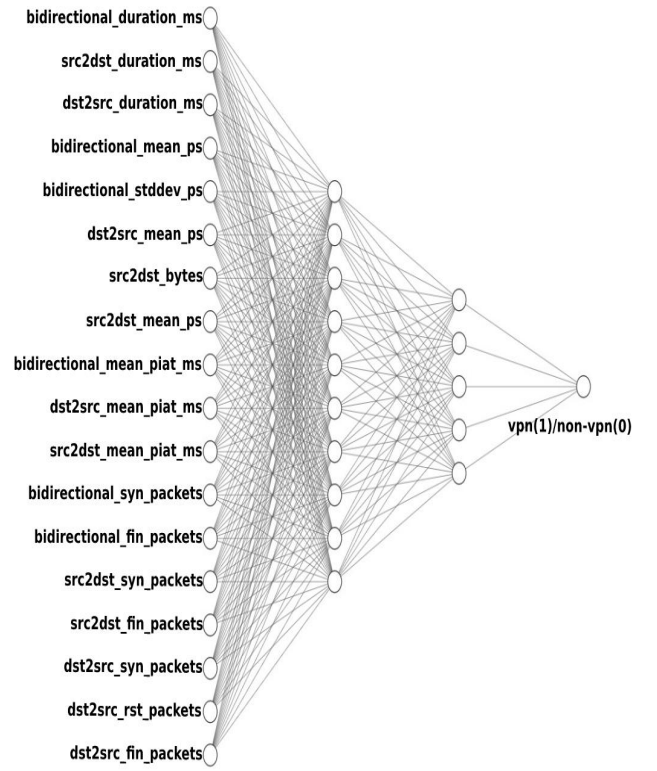 bidirectional_duration_ms
src2dst_duration_ms
dst2src_duration_ms
bidirectional_mean_ps
bidirectional_stddev_ps
dst2src_mean_ps
src2dst_bytes
src2dst_mean_ps
bidirectional_mean_piat_ms
dst2src_mean_piat_ms
src2dst_mean_piat_ms
bidirectional_syn_packets
bidirectional_fin_packets
src2dst_syn_packets
src2dst_fin_packets
dst2src_syn_packets
dst2src_rst_packets
dst2src_fin_packets
vpn(1)/non-vpn(0)